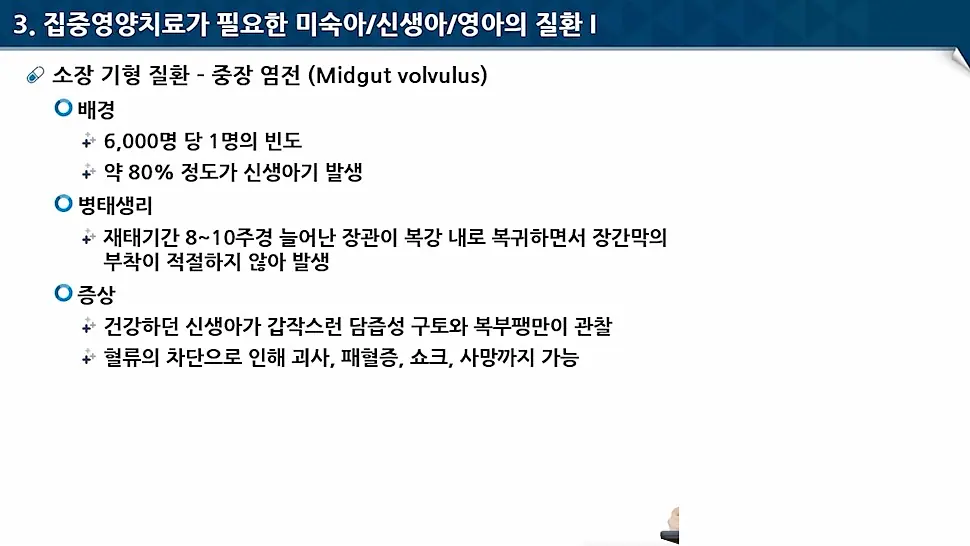 3. 집중영양치료가 필요한 미숙아/신생아/영아의 질환 I
소장 기형 질환 - 중장 염전 (Midgut volvulus)
배경
6,000명 당 1명의 빈도
약 80% 정도가 신생아기 발생
병태생리
재태기간 8~10주경 늘어난 장관이 복강 내로 복귀하면서 장간막의
부착이 적절하지 않아 발생
증상
건강하던 신생아가 갑작스런 담즙성 구토와 복부팽만이 관찰
혈류의 차단으로 인해 괴사, 패혈증, 쇼크, 사망까지 가능